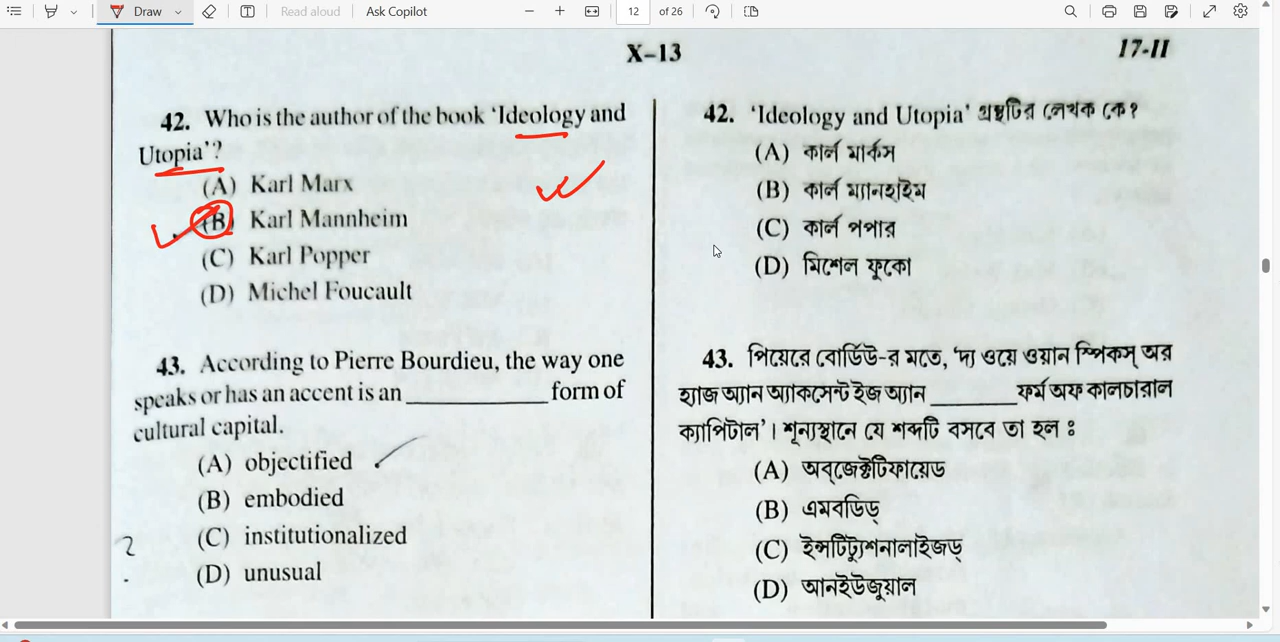 Draw
Read aloud
Ask Copilot
12 of 26
X–13
17-II
42. Who is the author of the book ‘Ideology and
Utopia’?
(A) Karl Marx
(B) Karl Mannheim
(C) Karl Popper
(D) Michel Foucault
43. According to Pierre Bourdieu, the way one
speaks or has an accent is an __________ form of
cultural capital.
(A) objectified
(B) embodied
(C) institutionalized
(D) unusual
?
42. ‘Ideology and Utopia’ গ্রন্থটির লেখক কে?
(A) কার্ল মার্কস
(B) কার্ল ম্যানহাইম
(C) কার্ল পপার
(D) মিশেল ফুকো
43. পিয়েরে বোর্ডিউ-র মতে, ‘দ্য ওয়ে ওয়ান স্পিকস্ অর
হ্যাজ অ্যান অ্যাকসেন্ট ইজ অ্যান ______ ফর্ম অফ কালচারাল
ক্যাপিটাল’। শূন্যস্থানে যে শব্দটি বসবে তা হল ঃ
(A) অব্জেক্টিফায়েড
(B) এমবডিড্
(C) ইন্সটিট্যুশনালাইজড্
(D) আনইউজুয়াল